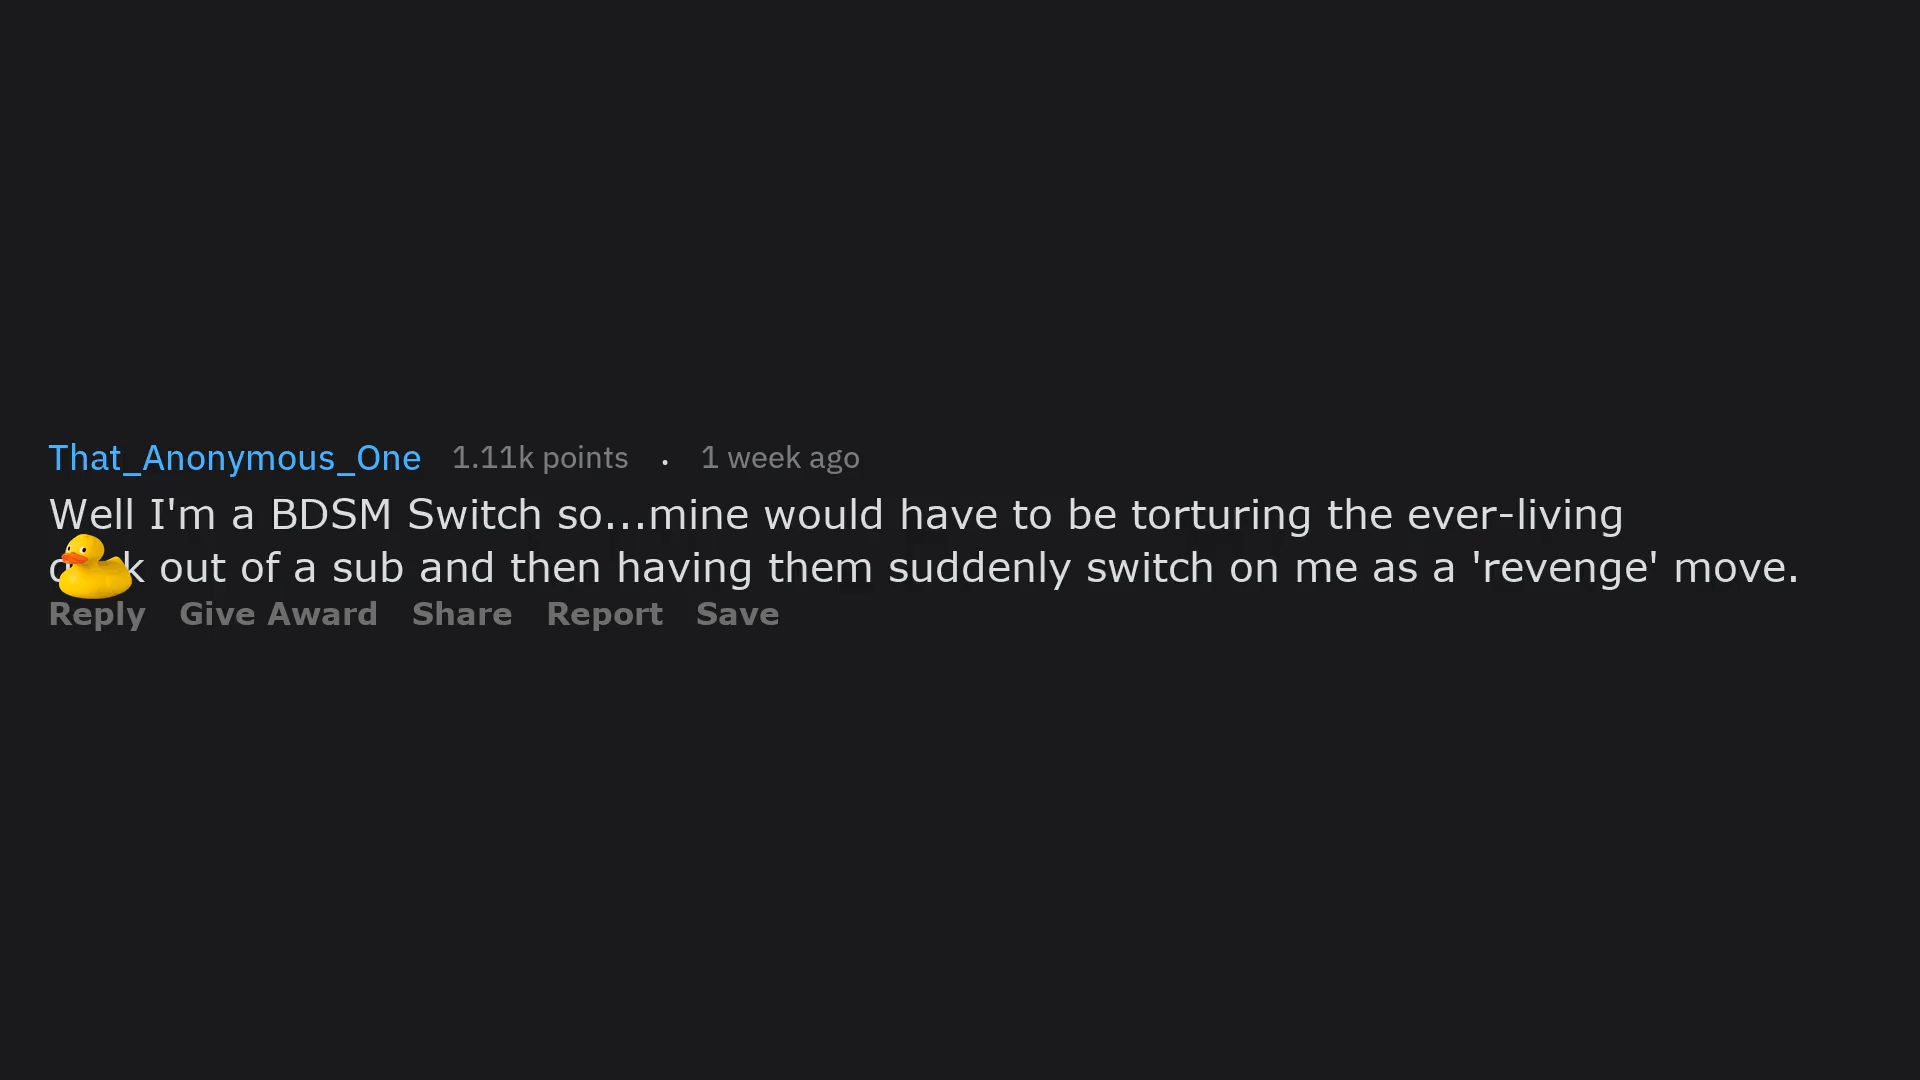 That_Anonymous_One 1.11k points . 1 week ago
Well I'm a BDSM Switch so...mine would have to be torturing the ever-living
out of a sub and then having them suddenly switch on me as a 'revenge' move.
Reply Give Award Share Report Save